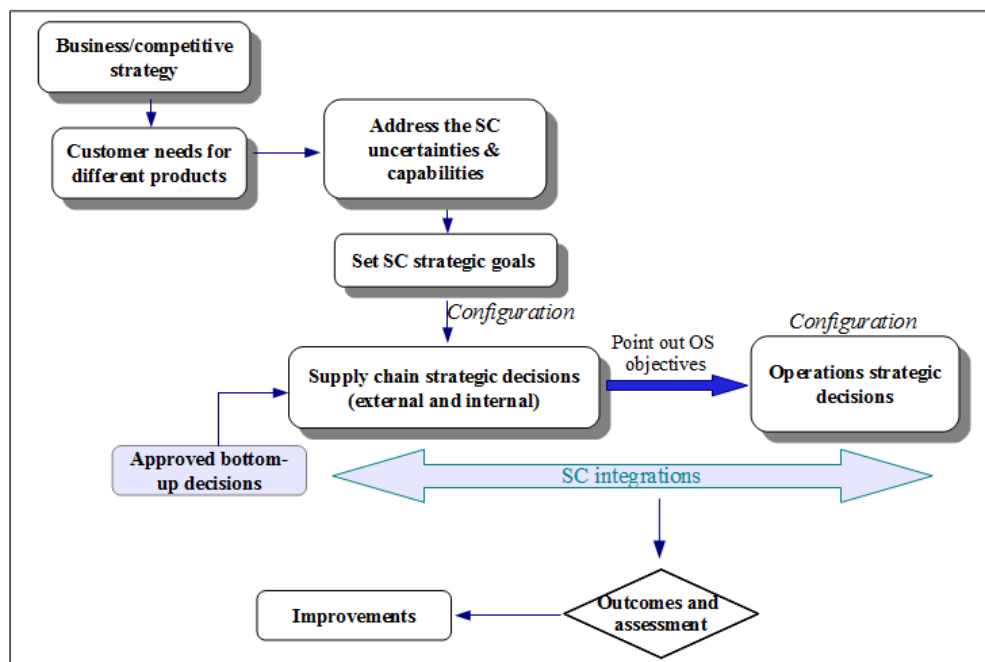 Business/competitive
strategy
Customer needs for
different products
Address the SC
uncertainties &
capabilities
Set SC strategic goals
Configuration
Supply chain strategic decisions
(external and internal)
Point out OS
objectives
Configuration
Operations strategic
decisions
Approved bottom-
up decisions
SC integrations
Outcomes and
assessment
Improvements